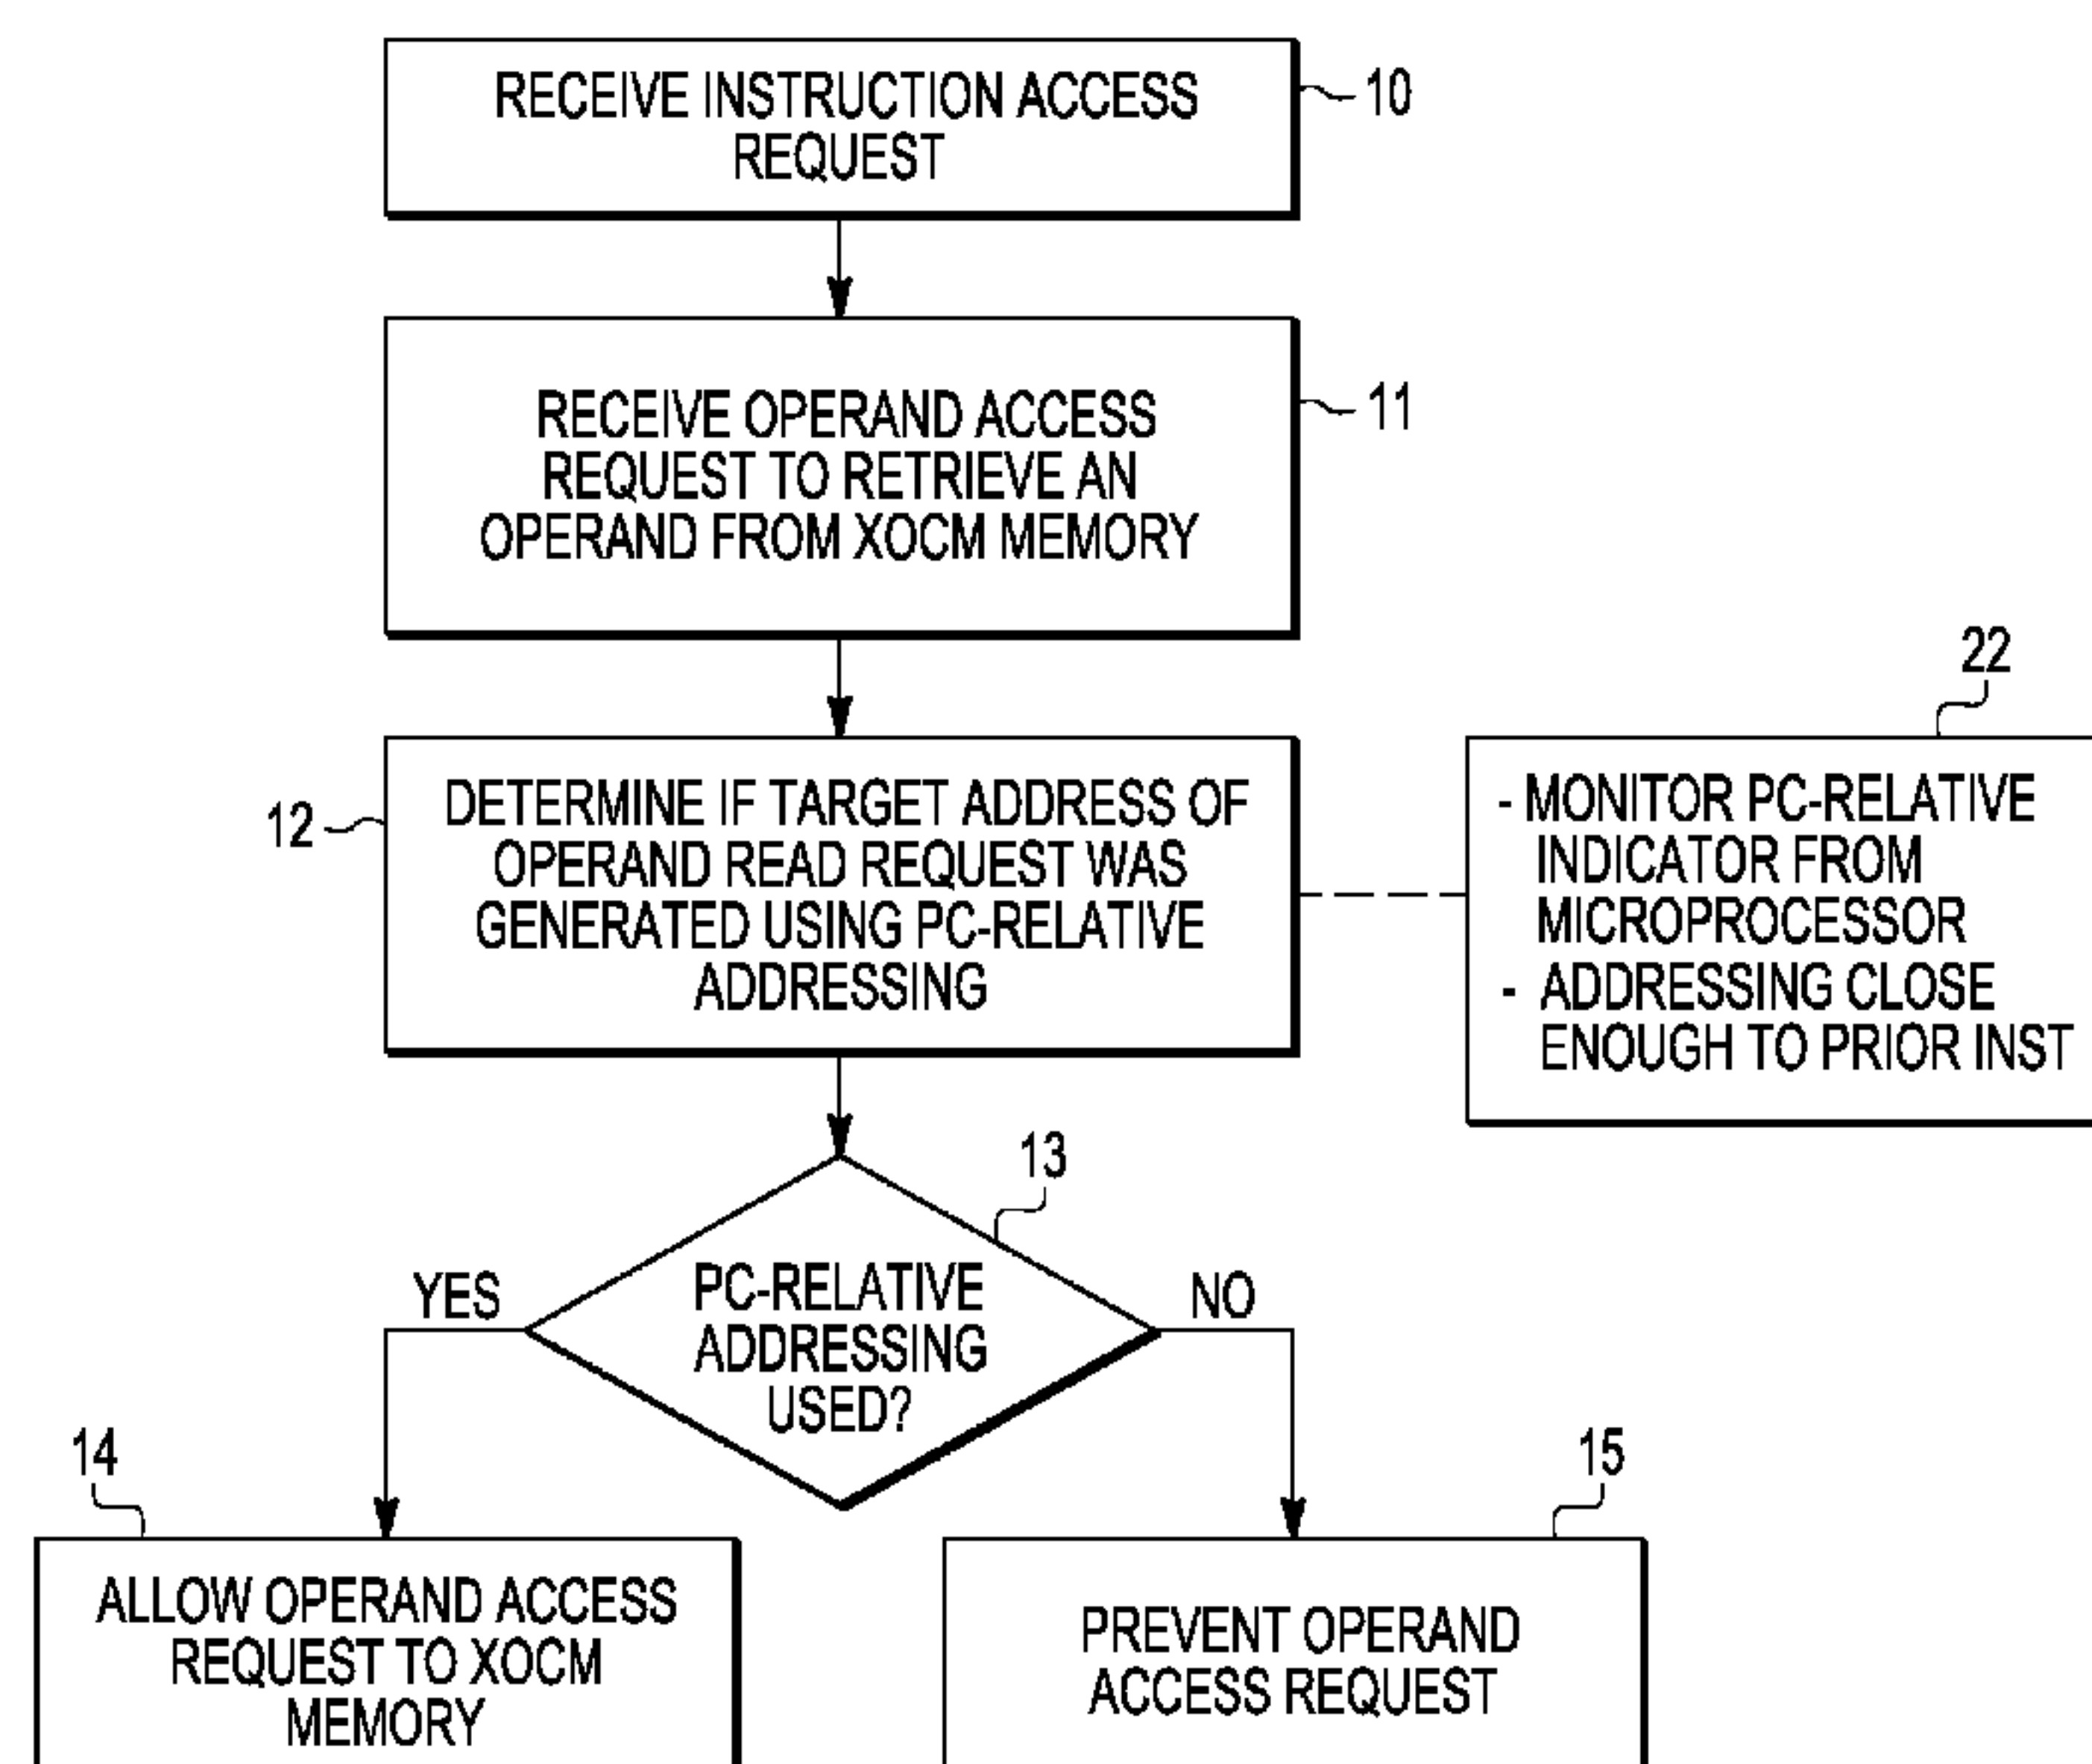 RECEIVE INSTRUCTION ACCESS
REQUEST
10
RECEIVE OPERAND ACCESS
REQUEST TO RETRIEVE AN
OPERAND FROM XOCM MEMORY
11
12
DETERMINE IF TARGET ADDRESS OF
OPERAND READ REQUEST WAS
GENERATED USING PC-RELATIVE
ADDRESSING
22
- MONITOR PC-RELATIVE
INDICATOR FROM
MICROPROCESSOR
- ADDRESSING CLOSE
ENOUGH TO PRIOR INST
13
YES
PC-RELATIVE
ADDRESSING
USED?
NO
14
ALLOW OPERAND ACCESS
REQUEST TO XOCM
MEMORY
15
PREVENT OPERAND
ACCESS REQUEST